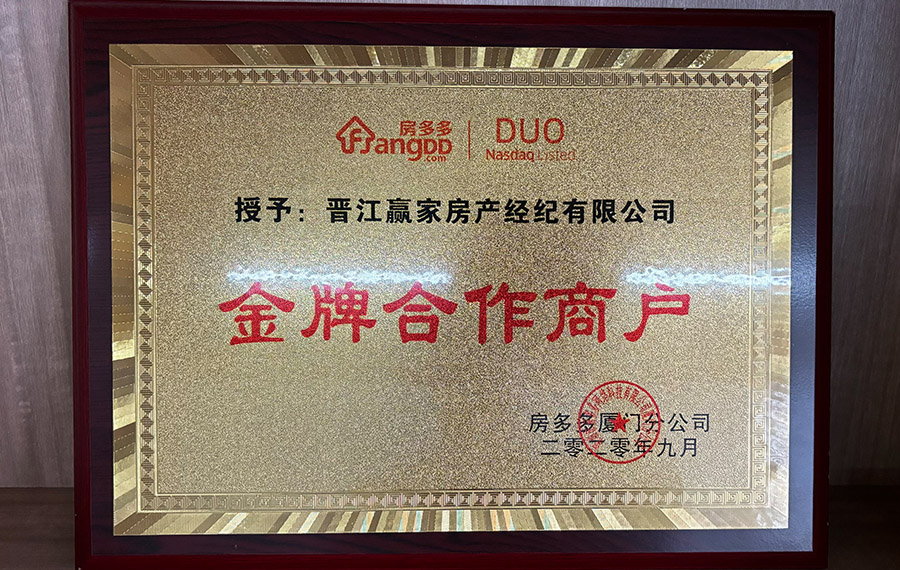 房多多 DUO
FangDD.com Nasdaq Listed
授予：晋江赢家房产经纪有限公司
金牌合作商户
房多多厦门分公司
二零二零年九月